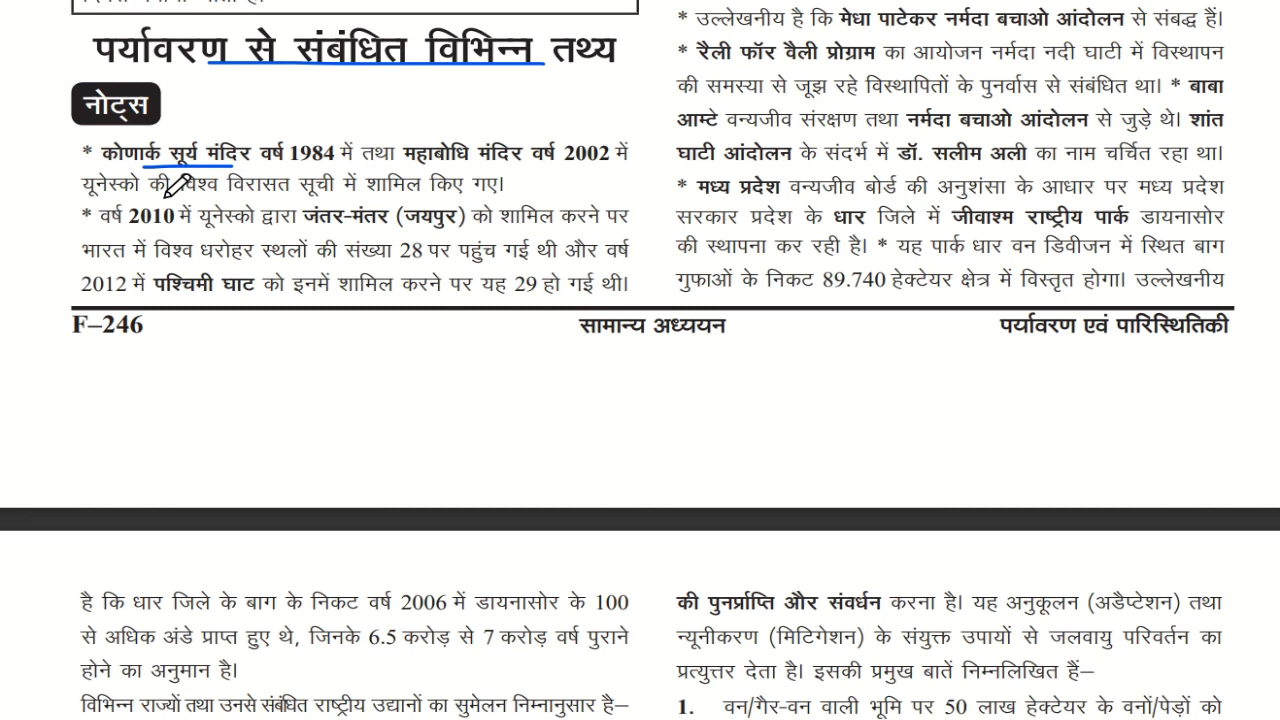 पर्यावरण से संबंधित विभिन्न तथ्य
नोट्स
* कोणार्क सूर्य मंदिर वर्ष 1984 में तथा महाबोधि मंदिर वर्ष 2002 में
यूनेस्को की विश्व विरासत सूची में शामिल किए गए।
* वर्ष 2010 में यूनेस्को द्वारा जंतर-मंतर (जयपुर) को शामिल करने पर
भारत में विश्व धरोहर स्थलों की संख्या 28 पर पहुंच गई थी और वर्ष
2012 में पश्चिमी घाट को इनमें शामिल करने पर यह 29 हो गई थी।
* उल्लेखनीय है कि मेधा पाटेकर नर्मदा बचाओ आंदोलन से संबद्ध हैं।
* रैली फॉर वैली प्रोग्राम का आयोजन नर्मदा नदी घाटी में विस्थापन
की समस्या से जूझ रहे विस्थापितों के पुनर्वास से संबंधित था। * बाबा
आम्टे वन्यजीव संरक्षण तथा नर्मदा बचाओ आंदोलन से जुड़े थे। शांत
घाटी आंदोलन के संदर्भ में डॉ. सलीम अली का नाम चर्चित रहा था।
* मध्य प्रदेश वन्यजीव बोर्ड की अनुशंसा के आधार पर मध्य प्रदेश
सरकार प्रदेश के धार जिले में जीवाश्म राष्ट्रीय पार्क डायनासोर
की स्थापना कर रही है। * यह पार्क धार वन डिवीजन में स्थित बाग
गुफाओं के निकट 89.740 हेक्टेयर क्षेत्र में विस्तृत होगा। उल्लेखनीय
F–246 सामान्य अध्ययन पर्यावरण एवं पारिस्थितिकी
है कि धार जिले के बाग के निकट वर्ष 2006 में डायनासोर के 100
से अधिक अंडे प्राप्त हुए थे, जिनके 6.5 करोड़ से 7 करोड़ वर्ष पुराने
होने का अनुमान है।
विभिन्न राज्यों तथा उनसे संबंधित राष्ट्रीय उद्यानों का सुमेलन निम्नानुसार है–
की पुनर्प्राप्ति और संवर्धन करना है। यह अनुकूलन (अडैप्टेशन) तथा
न्यूनीकरण (मिटिगेशन) के संयुक्त उपायों से जलवायु परिवर्तन का
प्रत्युत्तर देता है। इसकी प्रमुख बातें निम्नलिखित हैं–
1. वन/गैर-वन वाली भूमि पर 50 लाख हेक्टेयर के वनों/पेड़ों को